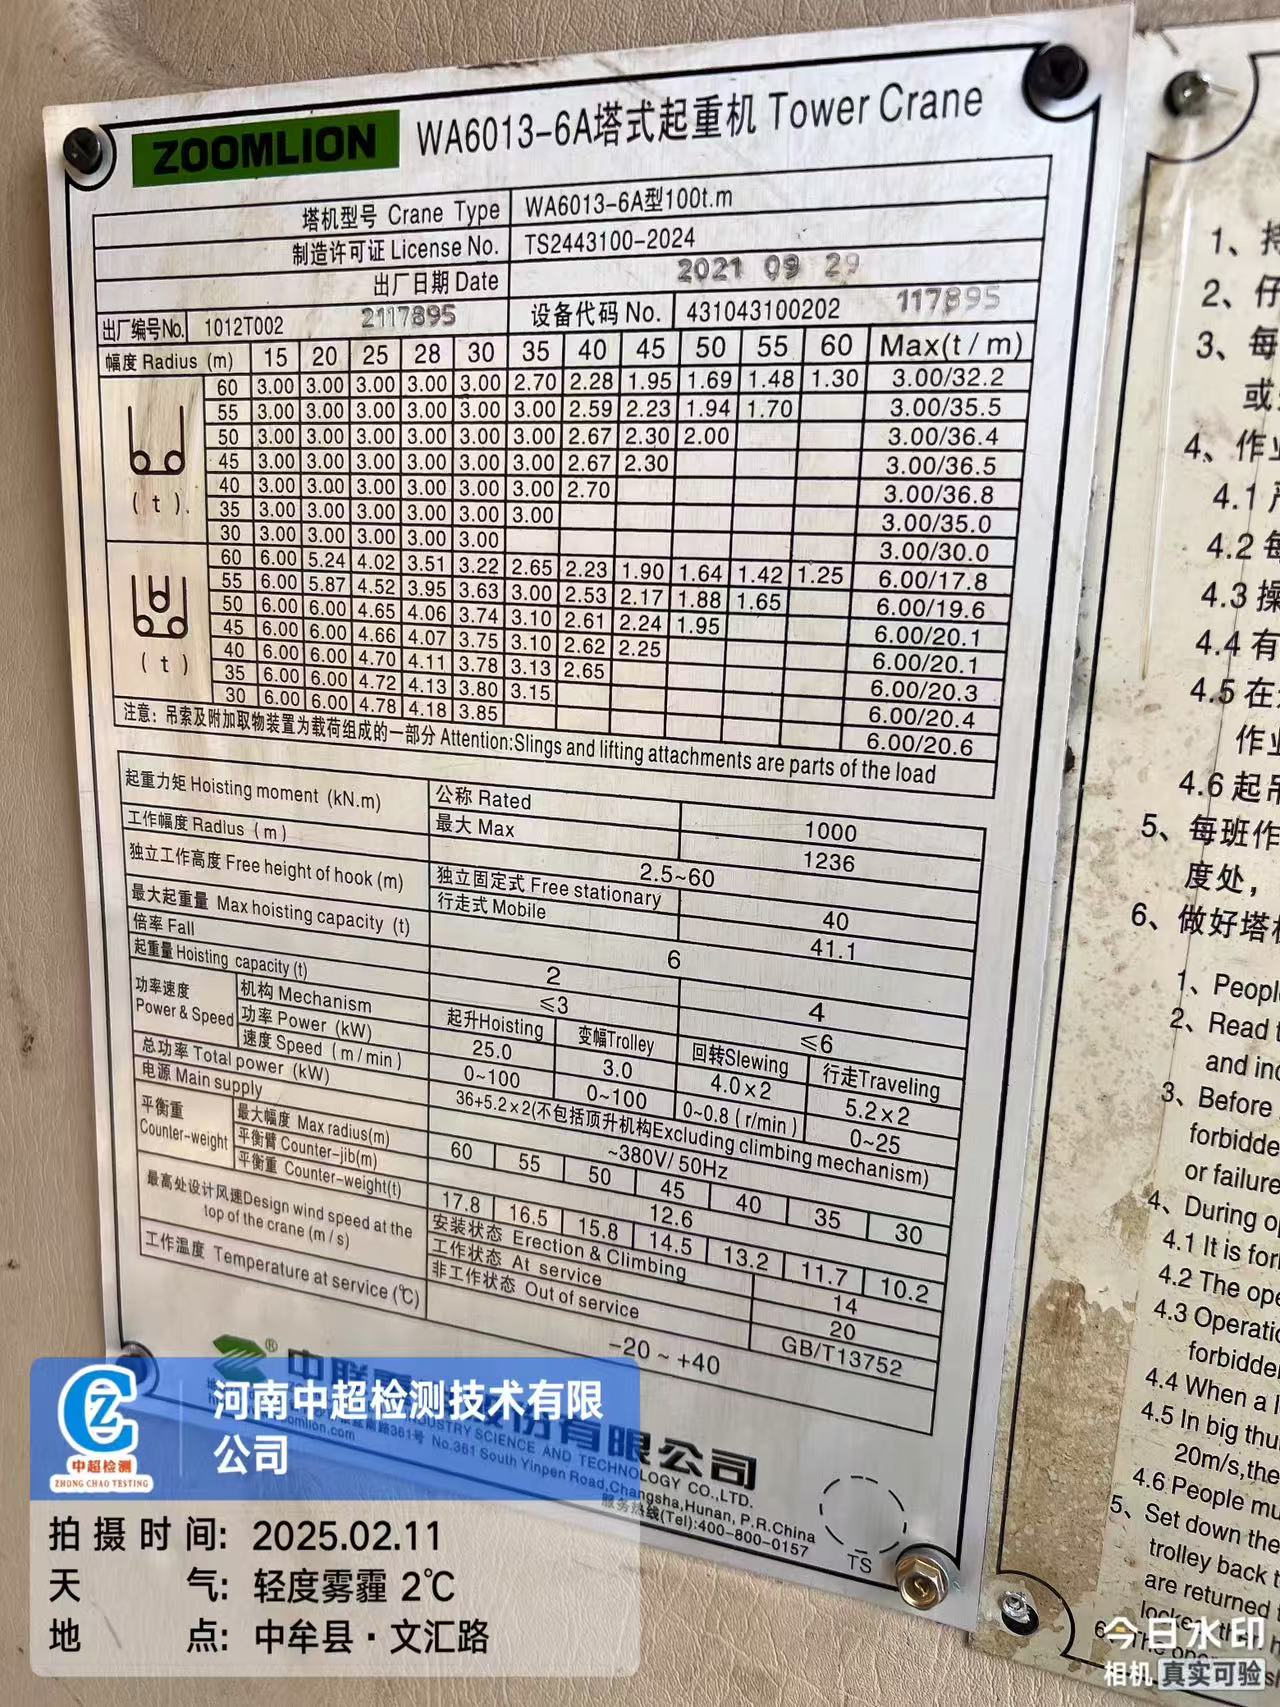 ZOOMLION WA6013-6A塔式起重机 Tower Crane
塔机型号 Crane Type WA6013-6A型100t.m
制造许可证 License No. TS2443100-2024
出厂日期 Date 2021 09 29
出厂编号No. 1012T002 2117895 设备代码 No. 431043100202 117895
幅度 Radius (m) 15 20 25 28 30 35 40 45 50 55 60 Max(t/m)
60 3.00 3.00 3.00 3.00 3.00 2.70 2.28 1.95 1.69 1.48 1.30 3.00/32.2
55 3.00 3.00 3.00 3.00 3.00 3.00 2.59 2.23 1.94 1.70 3.00/35.5
50 3.00 3.00 3.00 3.00 3.00 3.00 2.67 2.30 2.00 3.00/36.4
45 3.00 3.00 3.00 3.00 3.00 3.00 2.67 2.30 3.00/36.5
40 3.00 3.00 3.00 3.00 3.00 3.00 2.70 3.00/36.8
(t)
35 3.00 3.00 3.00 3.00 3.00 3.00 3.00/35.0
30 3.00 3.00 3.00 3.00 3.00 3.00/30.0
60 6.00 5.24 4.02 3.51 3.22 2.65 2.23 1.90 1.64 1.42 1.25 6.00/17.8
55 6.00 5.87 4.52 3.95 3.63 3.00 2.53 2.17 1.88 1.65 6.00/19.6
50 6.00 6.00 4.65 4.06 3.74 3.10 2.61 2.24 1.95 6.00/20.1
45 6.00 6.00 4.66 4.07 3.75 3.10 2.62 2.25 6.00/20.1
40 6.00 6.00 4.70 4.11 3.78 3.13 2.65 6.00/20.3
(t)
35 6.00 6.00 4.72 4.13 3.80 3.15 6.00/20.4
30 6.00 6.00 4.78 4.18 3.85 6.00/20.6
注意: 吊索及附加取物装置为载荷组成的一部分 Attention:Slings and lifting attachments are parts of the load
起重力矩 Hoisting moment (kN.m) 公称 Rated 1000
最大 Max 1236
工作幅度 Radlus (m) 2.5~60
独立工作高度 Free height of hook (m) 独立固定式 Free stationary 40
行走式 Mobile 41.1
最大起重量 Max hoisting capacity (t) 6
倍率 Fall 2 4
起重量 Hoisting capacity (t) ≤3 ≤6
功率速度 Power & Speed
机构 Mechanism 起升Hoisting 变幅Trolley 回转Slewing 行走Traveling
功率 Power (kW) 25.0 3.0 4.0×2 5.2×2
速度 Speed (m/min) 0~100 0~100 0~0.8 (r/min) 0~25
总功率 Total power (kW) 36+5.2×2(不包括顶升机构Excluding climbing mechanism)
电源 Main supply ~380V/ 50Hz
平衡重
Counter-weight
最大幅度 Max radius(m) 60 55 50 45 40 35 30
平衡臂 Counter-jib(m) 12.6
平衡重 Counter-weight(t) 17.8 16.5 15.8 14.5 13.2 11.7 10.2
最高处设计风速Design wind speed at the
top of the crane (m/s)
安装状态 Erection & Climbing 14
工作状态 At service 20
非工作状态 Out of service GB/T13752
工作温度 Temperature at service (℃) -20 ~ +40
股份有限公司
INDUSTRY SCIENCE AND TECHNOLOGY CO.,LTD.
361号 No.361 South Yinpen Road,Changsha,Hunan, P.R.China
服务热线(Tel):400-800-0157
TS
1、
2、仔
3、每
或
4、作业
4.1
4.2 每
4.3 操
4.4 有
4.5 在
作业
4.6 起吊
5、每班作
度处,
6、做好塔
1、People
2、Read
and
3、Before
or failure
4、During
4.1 It is
4.2 The
4.3
4.4 When a
4.5 In big
20m/s,the
4.6 People
5、Set down the
trolley back
are returned
河南中超检测技术有限
公司
中超检测
ZHONG CHAO TESTING
拍摄时间: 2025.02.11
天气: 轻度雾霾 2℃
地点: 中牟县·文汇路
今日水印
相机 真实可验